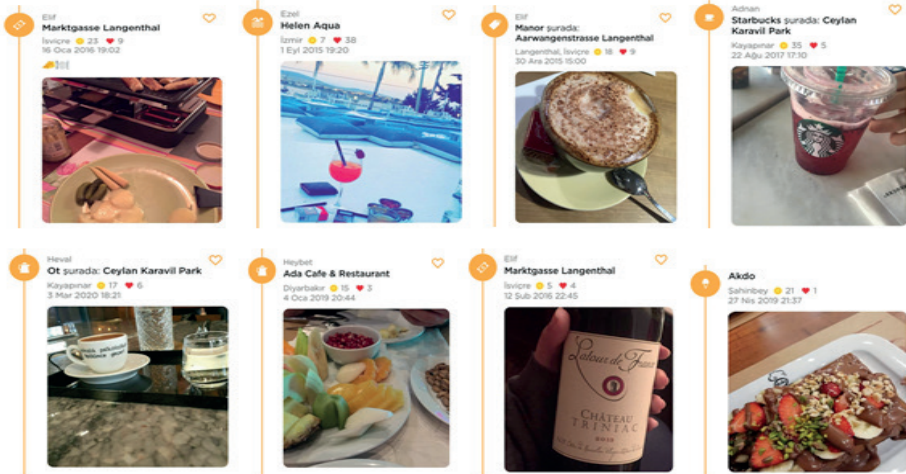 Elif
Marktgasse Langenthal
İsviçre 23 9
16 Oca 2016 19:02
Ezel
Helen Aqua
İzmir 7 38
1 Eyl 2015 19:20
Elif
Manor şurada:
Aarwangenstrasse Langenthal
Langenthal, İsviçre 18 9
30 Ara 2015 15:00
Adnan
Starbucks şurada: Ceylan
Karavil Park
Kayapınar 35 5
22 Ağu 2017 17:10
Heval
Ot şurada: Ceylan Karavil Park
Kayapınar 17 6
3 Mar 2020 18:21
Heybet
Ada Cafe & Restaurant
Diyarbakır 15 3
4 Oca 2019 20:44
Elif
Marktgasse Langenthal
İsviçre 5 4
12 Şub 2016 22:45
Latour de France
CHÂTEAU
TRINIAC
Akdo
Şahinbey 21 1
27 Nis 2019 21:37